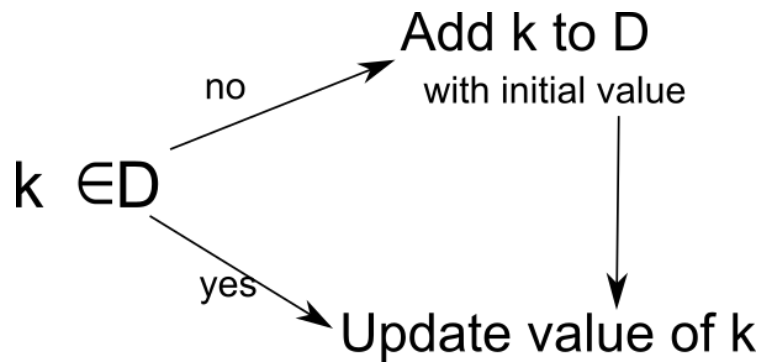 Add k to D
no
with initial value
k ∈D
yes
Update value of k